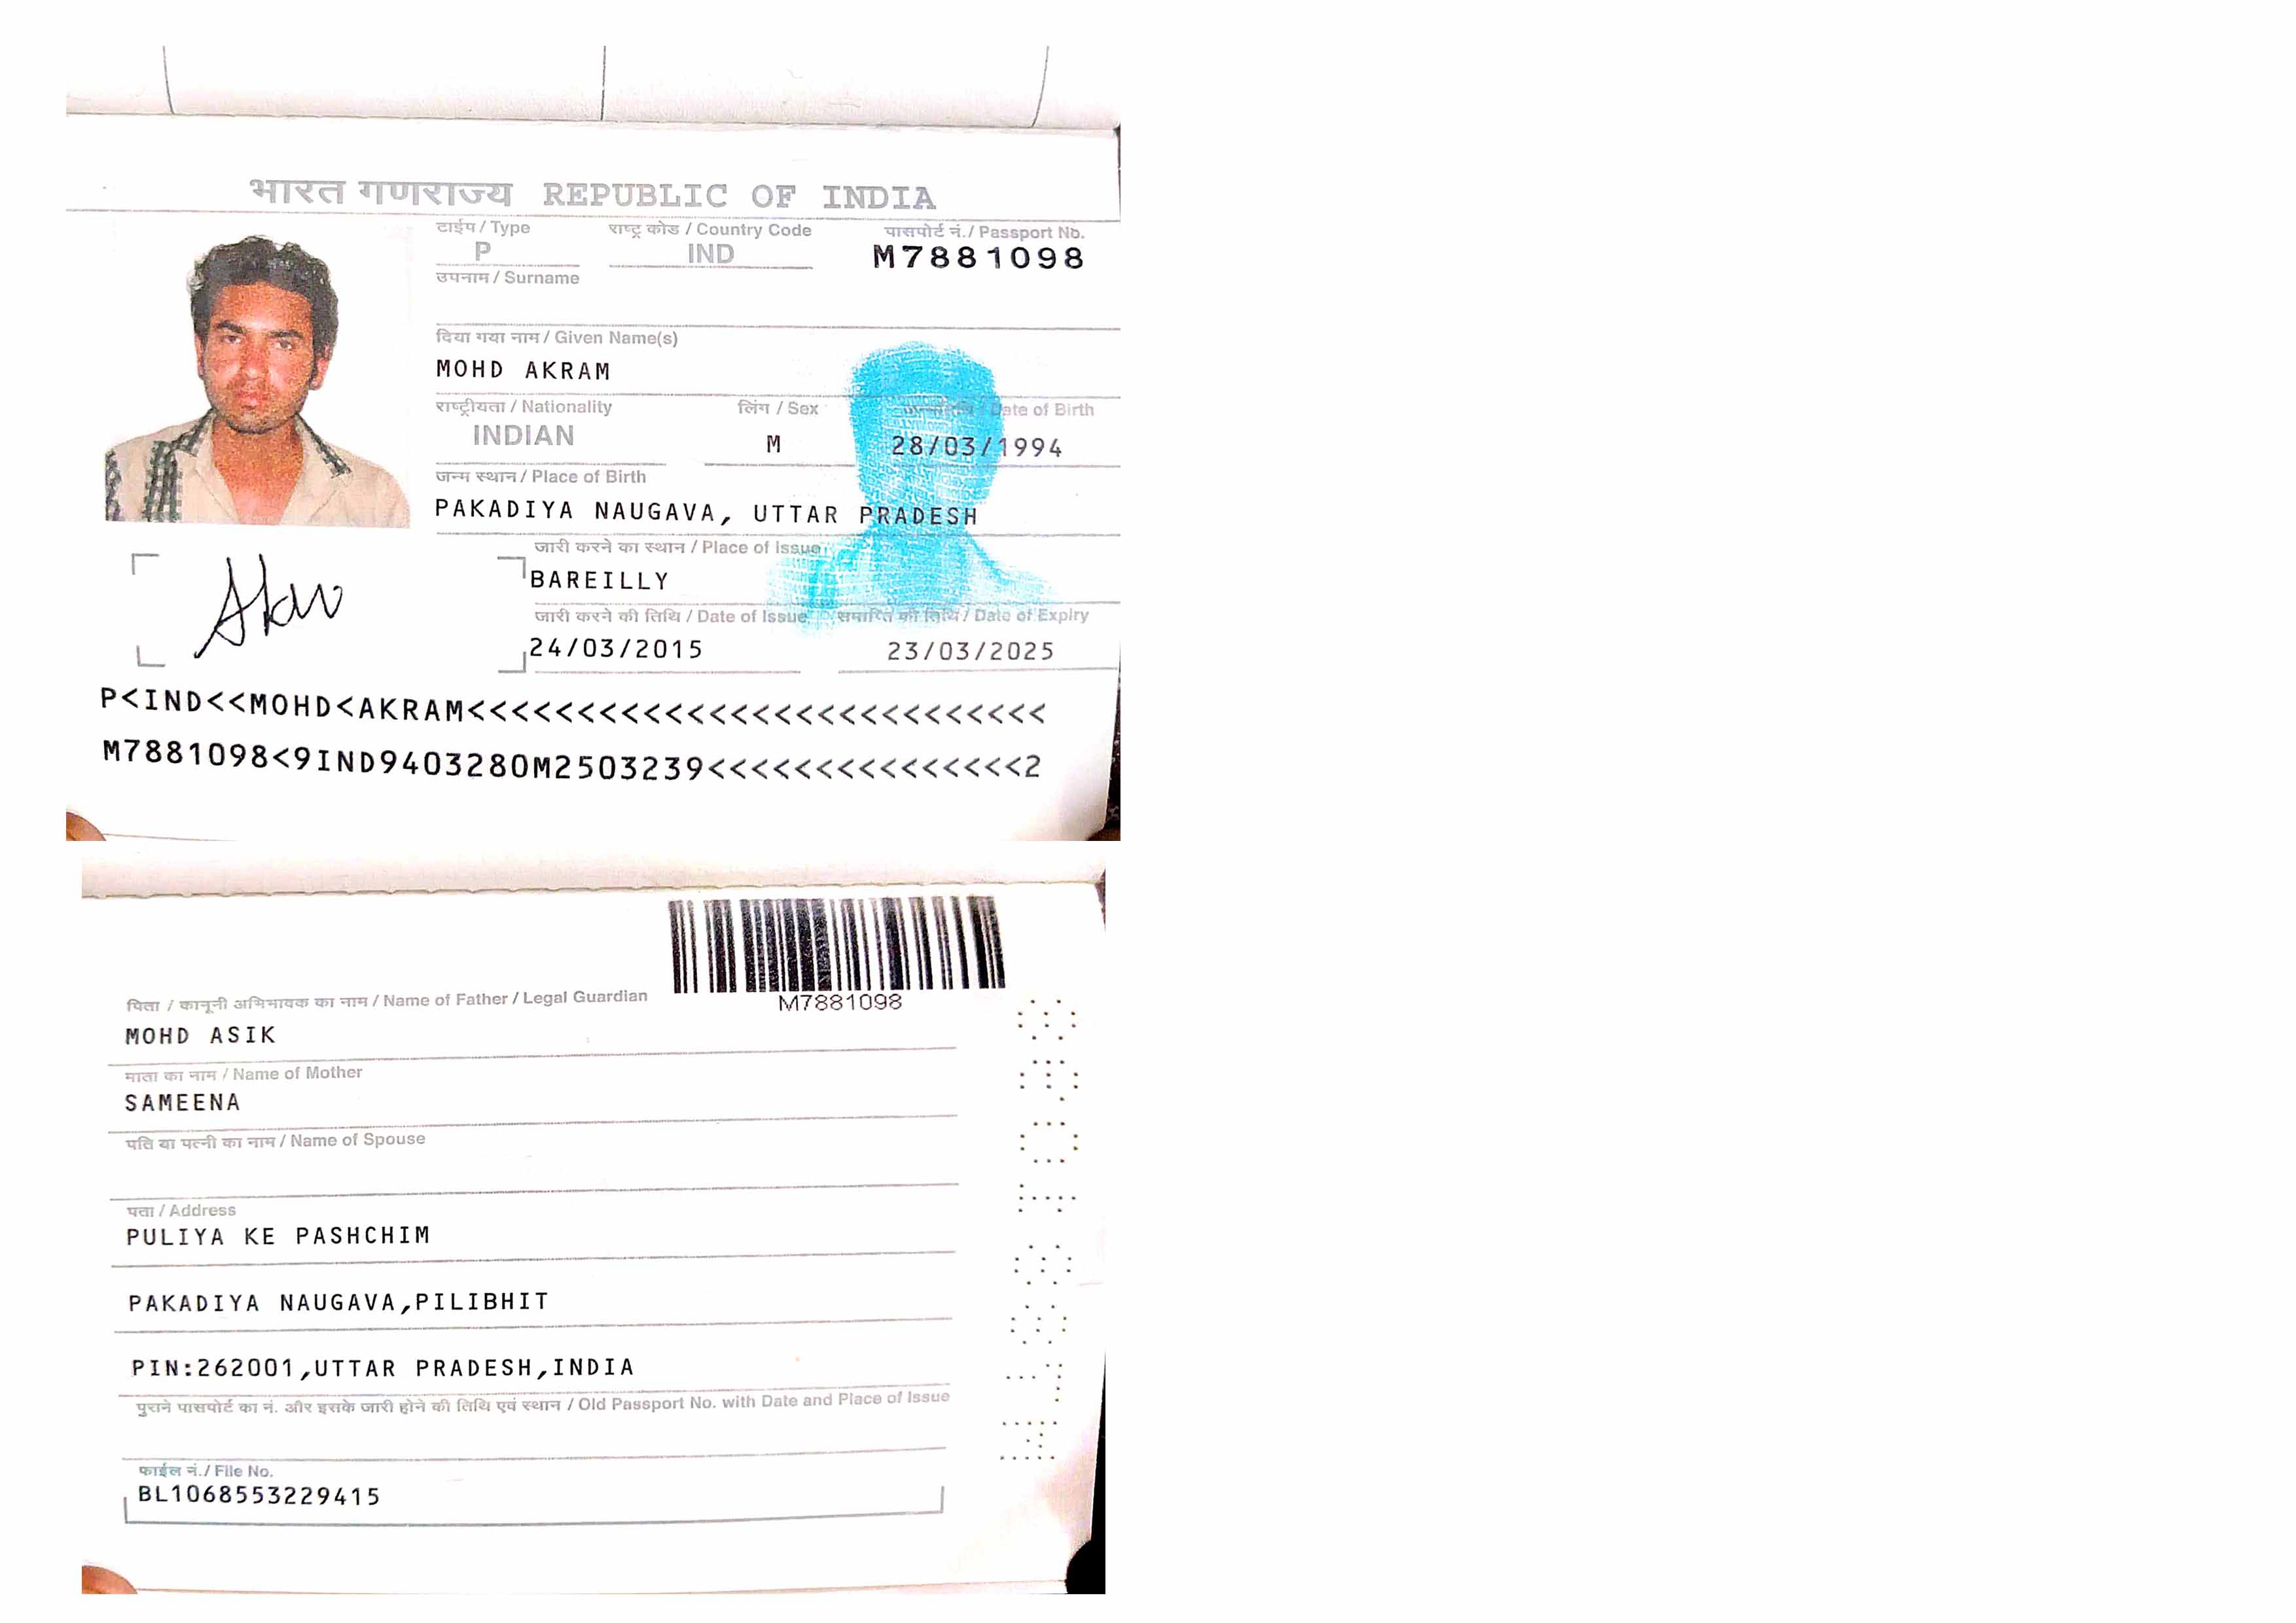 भारत गणराज्य REPUBLIC OF INDIA
टाईप / Type राष्ट्र कोड / Country Code पासपोर्ट नं./ Passport No.
P IND M7881098
उपनाम / Surname
दिया गया नाम / Given Name(s)
MOHD AKRAM
राष्ट्रीयता / Nationality लिंग / Sex Date of Birth
INDIAN M 28/03/1994
जन्म स्थान / Place of Birth
PAKADIYA NAUGAVA, UTTAR PRADESH
जारी करने का स्थान / Place of Issue
BAREILLY
जारी करने की तिथि / Date of Issue समाप्ति की तिथि / Date of Expiry
24/03/2015 23/03/2025
Akr
P<IND<<MOHD<AKRAM<<<<<<<<<<<<<<<<<<<<<<<<<<<
M7881098<9IND9403280M2503239<<<<<<<<<<<<<<<2
M7881098
पिता / कानूनी अभिभावक का नाम / Name of Father / Legal Guardian
MOHD ASIK
माता का नाम / Name of Mother
SAMEENA
पति या पत्नी का नाम / Name of Spouse
पता / Address
PULIYA KE PASHCHIM
PAKADIYA NAUGAVA,PILIBHIT
PIN:262001,UTTAR PRADESH,INDIA
पुराने पासपोर्ट का नं. और इसके जारी होने की तिथि एवं स्थान / Old Passport No. with Date and Place of Issue
फाईल नं./ File No.
BL1068553229415